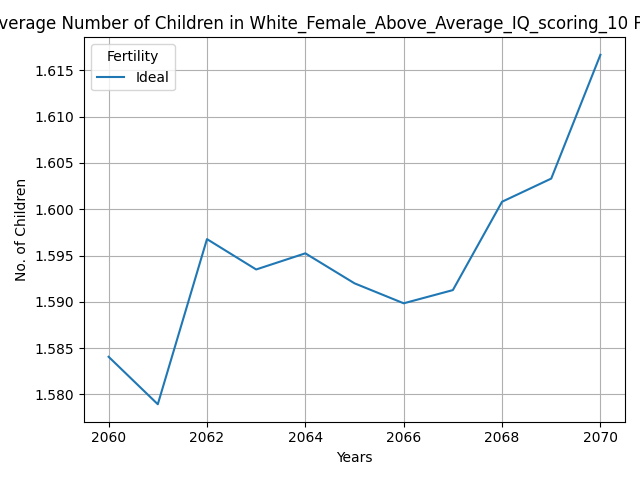 verage Number of Children in White_Female_Above_Average_IQ_scoring_10 P
Fertility
Ideal
No. of Children
1.615
1.610
1.605
1.600
1.595
1.590
1.585
1.580
2060 2062 2064 2066 2068 2070
Years